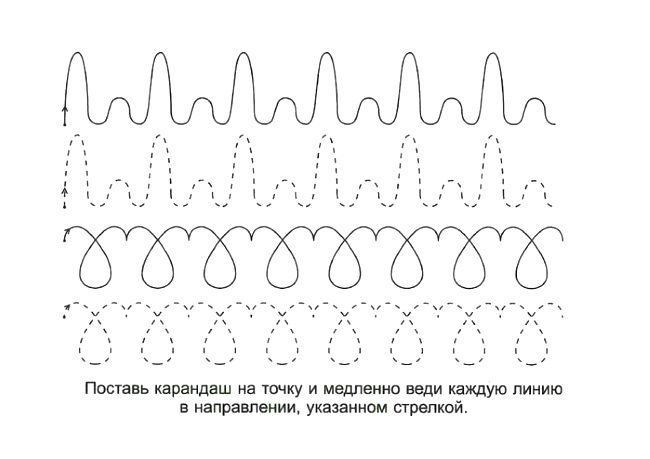 Поставь карандаш на точку и медленно веди каждую линию
в направлении, указанном стрелкой.